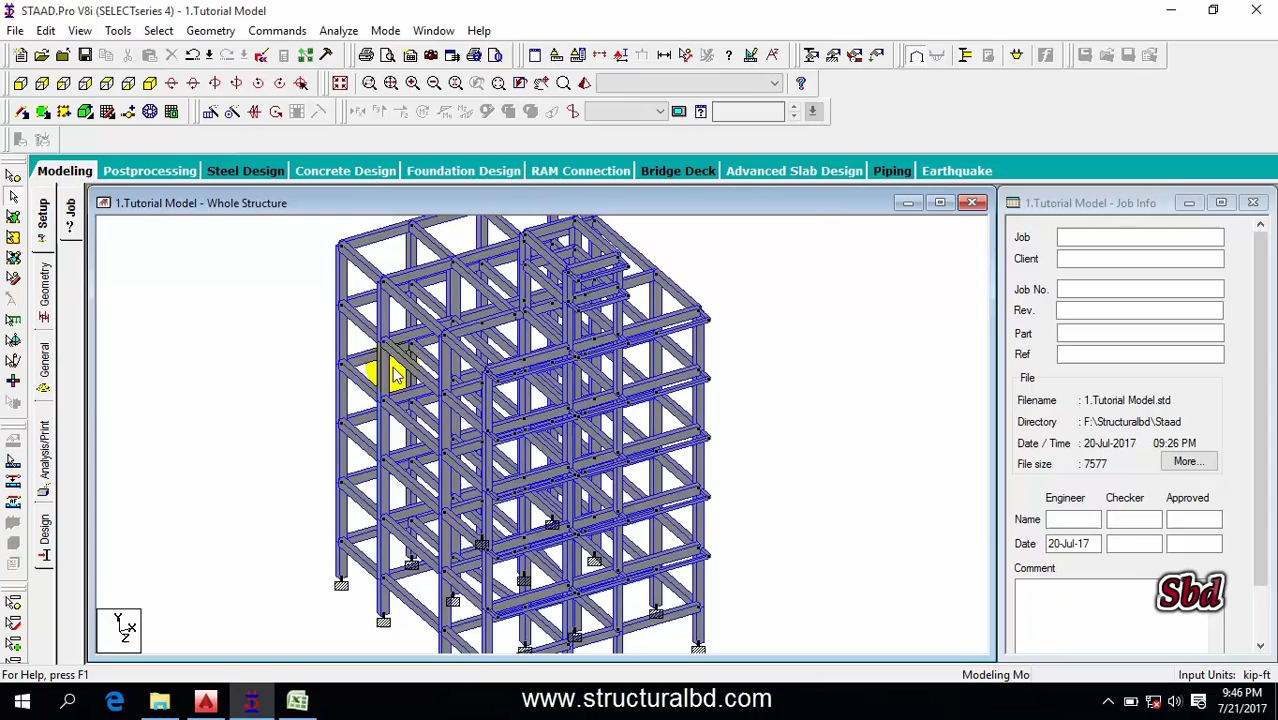 STAAD.Pro V8i (SELECTseries 4) - 1.Tutorial Model
File Edit View Tools Select Geometry Commands Analyze Mode Window Help
Modeling Postprocessing Steel Design Concrete Design Foundation Design RAM Connection Bridge Deck Advanced Slab Design Piping Earthquake
Setup
Job
Geometry
General
Analysis/Print
Design
1.Tutorial Model - Whole Structure
Y
X
Z
1.Tutorial Model - Job Info
Job
Client
Job No.
Rev.
Part
Ref
File
Filename : 1.Tutorial Model.std
Directory : F:\Structuralbd\Staad
Date / Time : 20-Jul-2017 09:26 PM
File size : 7577 More...
Engineer Checker Approved
Name
Date 20-Jul-17
Comment
Sbd
For Help, press F1
Modeling Mo
Input Units: kip-ft
www.structuralbd.com
9:46 PM
7/21/2017